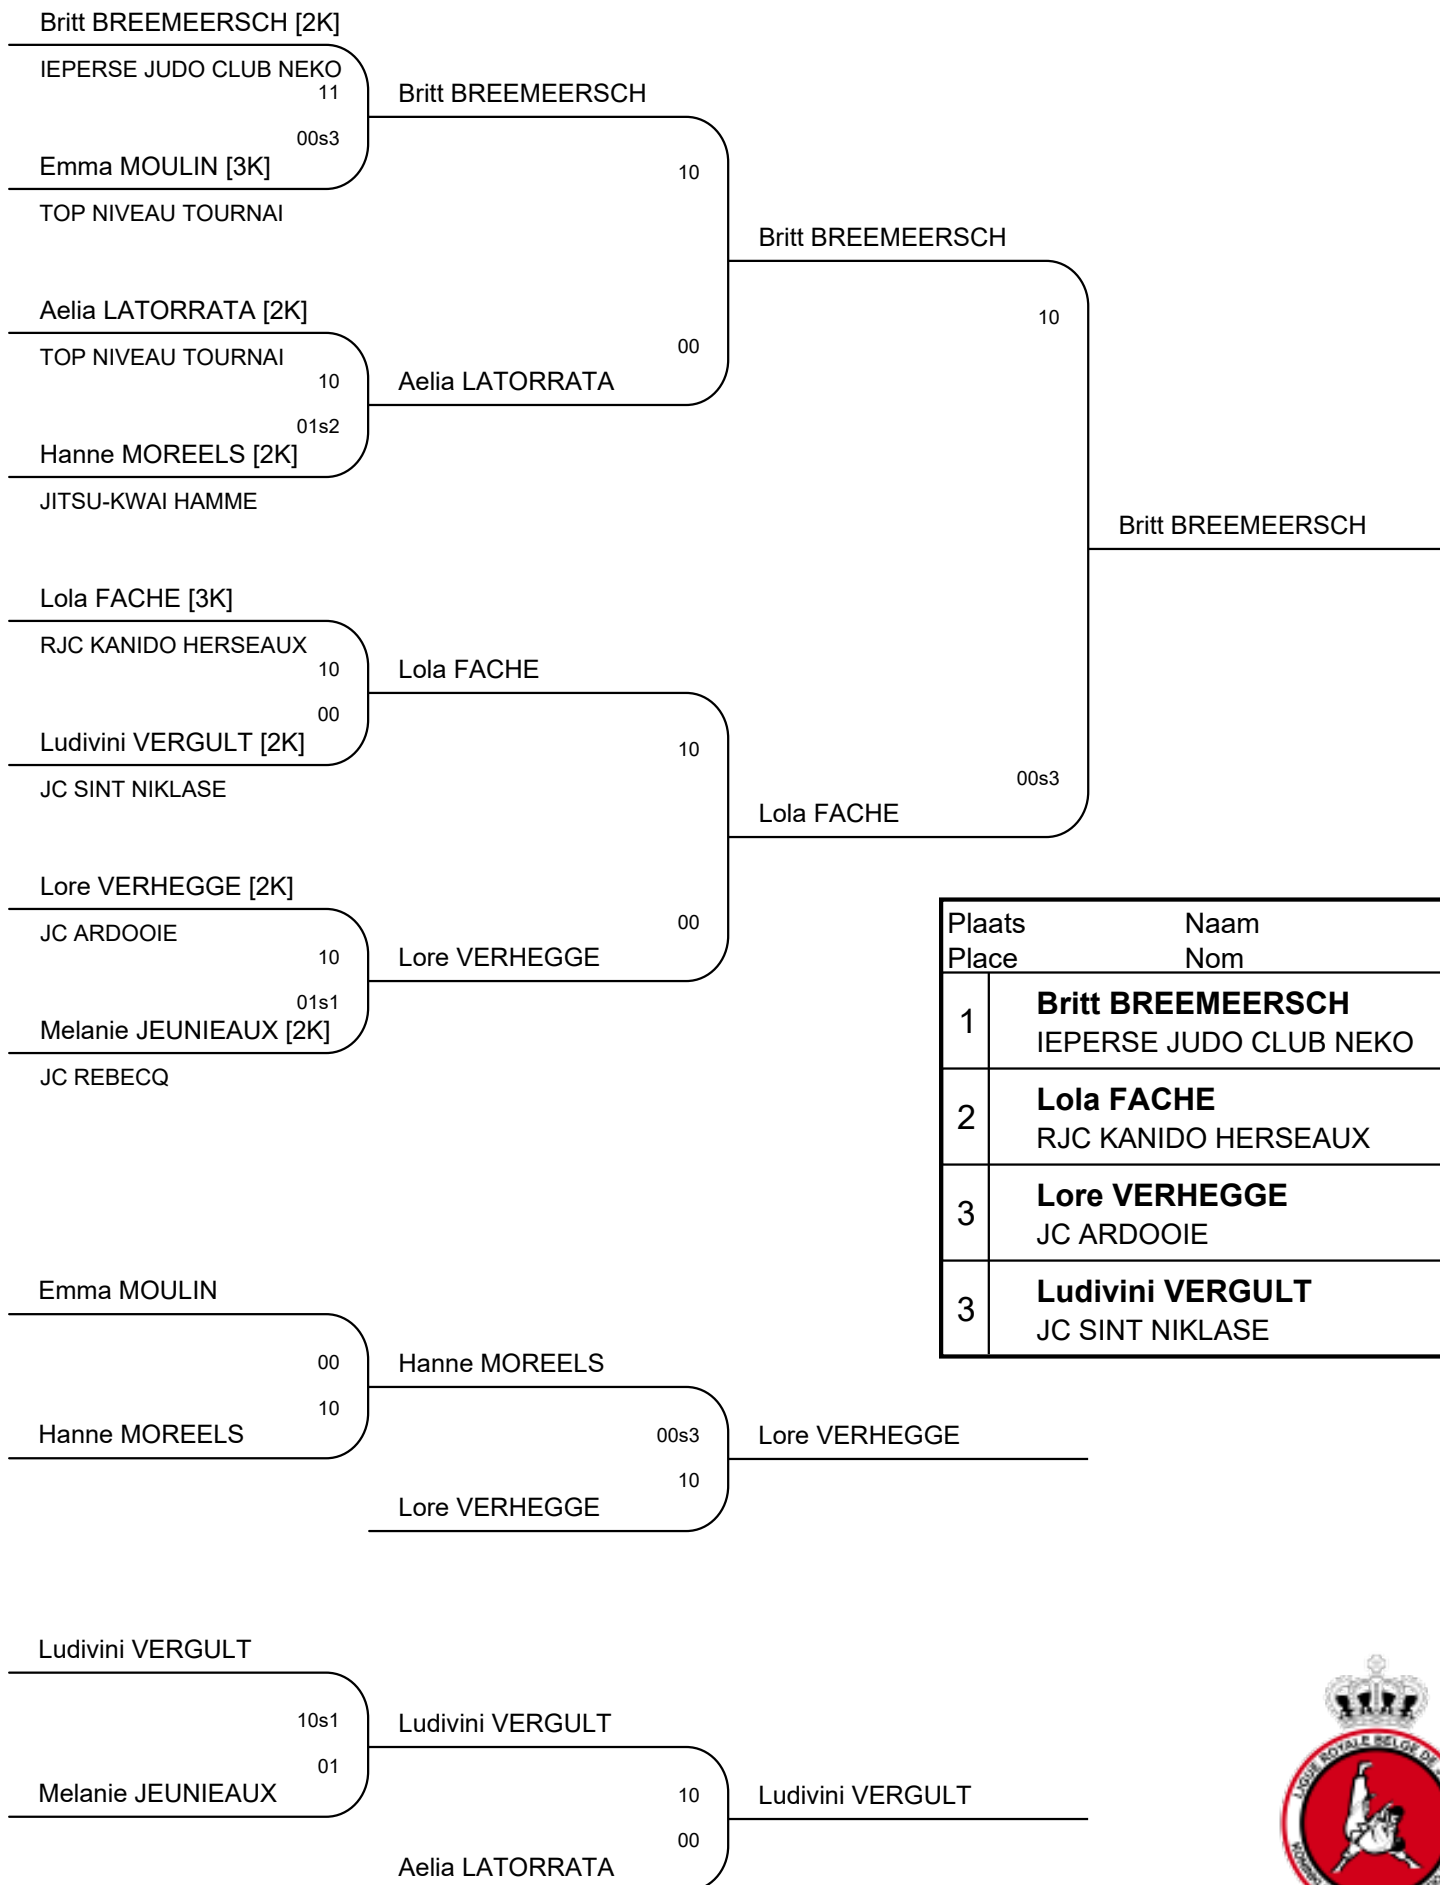 Britt BREEMEERSCH [2K]
IEPERSE JUDO CLUB NEKO
11
Britt BREEMEERSCH
00s3
Emma MOULIN [3K]
10
TOP NIVEAU TOURNAI
Britt BREEMEERSCH
Aelia LATORRATA [2K]
10
TOP NIVEAU TOURNAI
00
10
Aelia LATORRATA
01s2
Hanne MOREELS [2K]
JITSU-KWAI HAMME
Britt BREEMEERSCH
Lola FACHE [3K]
RJC KANIDO HERSEAUX
10
Lola FACHE
00
Ludivini VERGULT [2K]
10
JC SINT NIKLASE
00s3
Lola FACHE
Lore VERHEGGE [2K]
JC ARDOOIE
00
10
Lore VERHEGGE
01s1
Melanie JEUNIEAUX [2K]
JC REBECQ
Plaats Naam
Place Nom
1 Britt BREEMEERSCH
IEPERSE JUDO CLUB NEKO
2 Lola FACHE
RJC KANIDO HERSEAUX
3 Lore VERHEGGE
JC ARDOOIE
3 Ludivini VERGULT
JC SINT NIKLASE
Emma MOULIN
00
Hanne MOREELS
10
Hanne MOREELS
00s3
Lore VERHEGGE
10
Lore VERHEGGE
Ludivini VERGULT
10s1
Ludivini VERGULT
01
Melanie JEUNIEAUX
10
Ludivini VERGULT
00
Aelia LATORRATA
LIGUE ROYALE BELGE DE